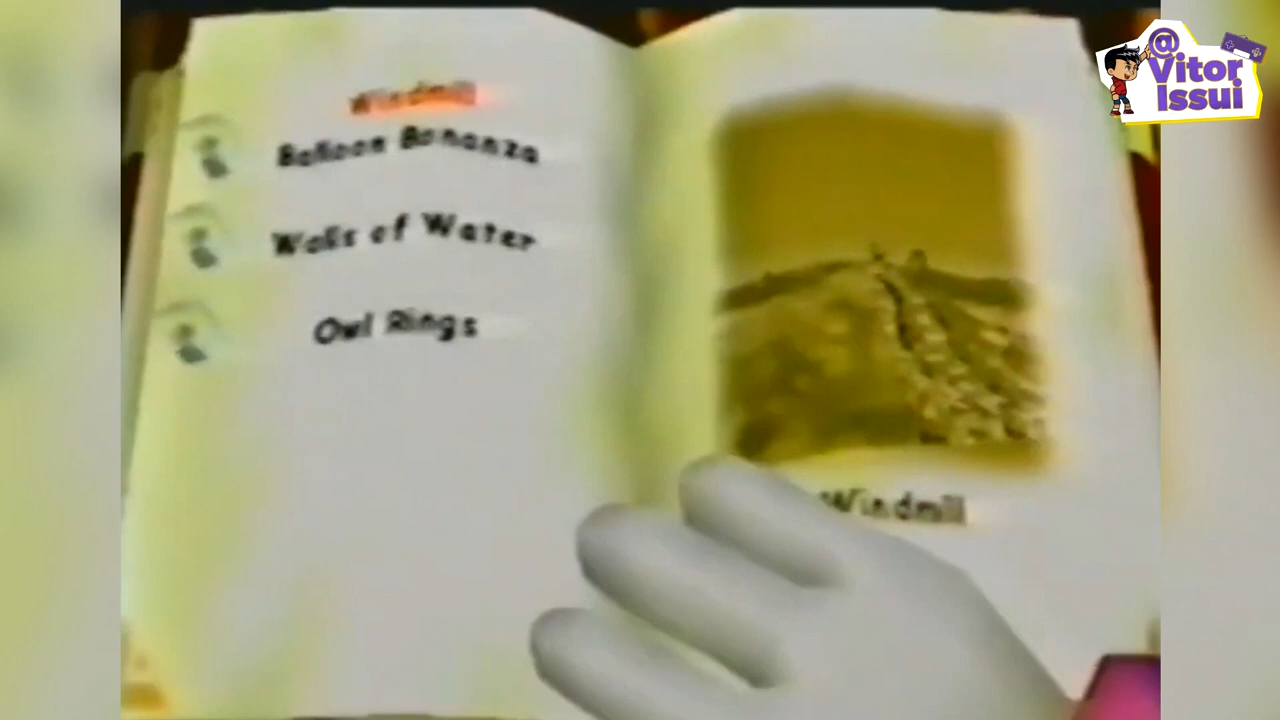 Windmill
Balloon Bonanza
Walls of Water
Owl Rings
Windmill
@
Vitor
Issui